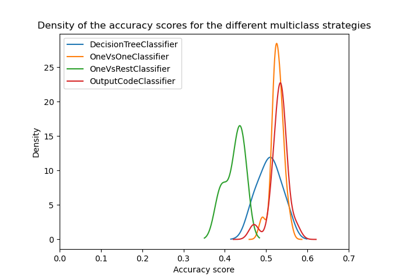 Density of the accuracy scores for the different multiclass strategies
DecisionTreeClassifier
OneVsOneClassifier
OneVsRestClassifier
OutputCodeClassifier
Density
25
20
15
10
5
0
0.0 0.1 0.2 0.3 0.4 0.5 0.6 0.7
Accuracy score